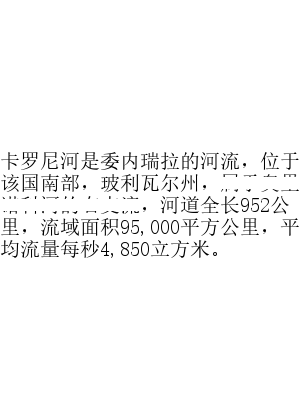 卡罗尼河是委内瑞拉的河流，位于
该国南部，玻利瓦尔州，
，河道全长952公
里，流域面积95,000平方公里，平
均流量每秒4,850立方米。